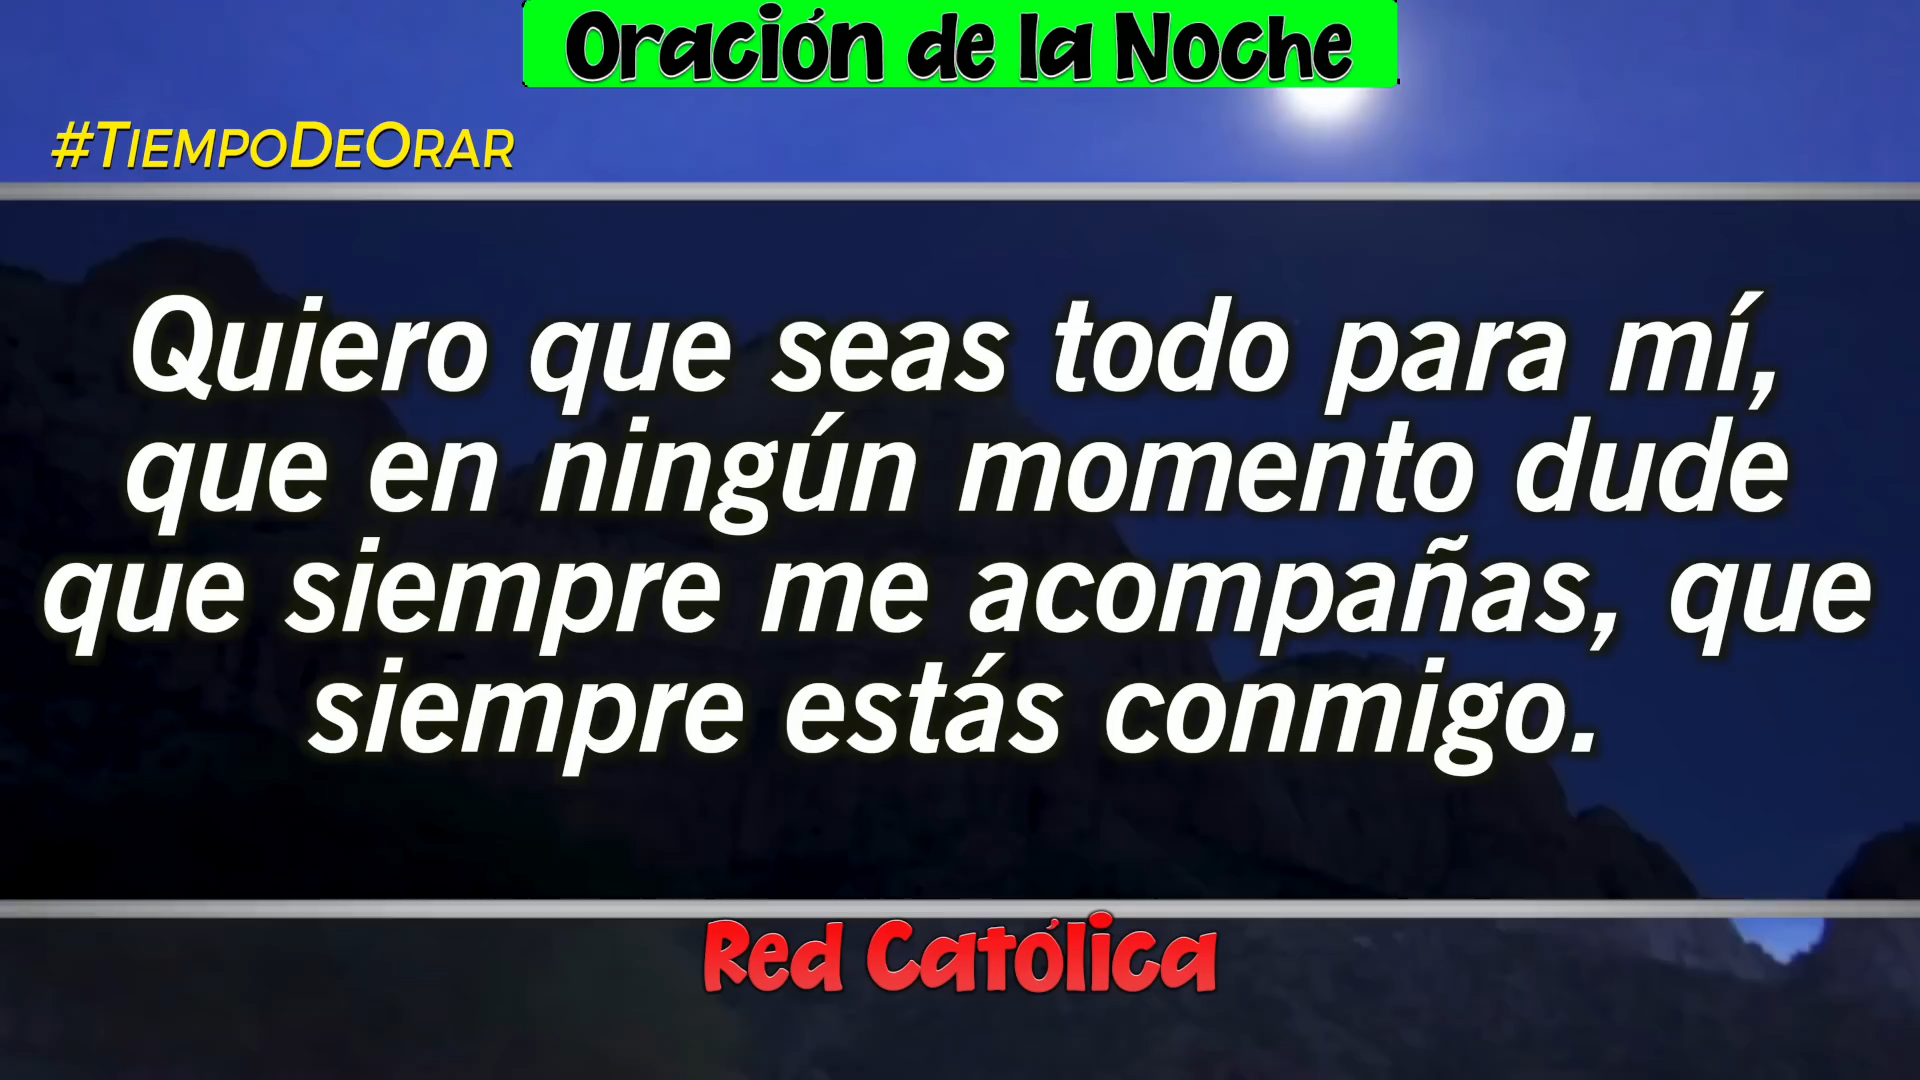 Oración de la Noche
#TiempoDeOrar
Quiero que seas todo para mí,
que en ningún momento dude
que siempre me acompañas, que
siempre estás conmigo.
Red Católica